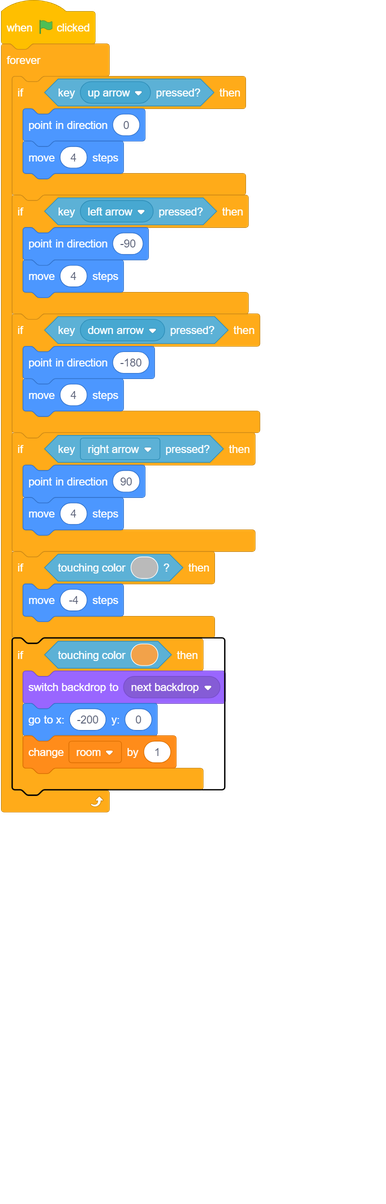 when clicked
forever
if key up arrow pressed? then
point in direction 0
move 4 steps
if key left arrow pressed? then
point in direction -90
move 4 steps
if key down arrow pressed? then
point in direction -180
move 4 steps
if key right arrow pressed? then
point in direction 90
move 4 steps
if touching color ? then
move -4 steps
if touching color ? then
switch backdrop to next backdrop
go to x: -200 y: 0
change room by 1